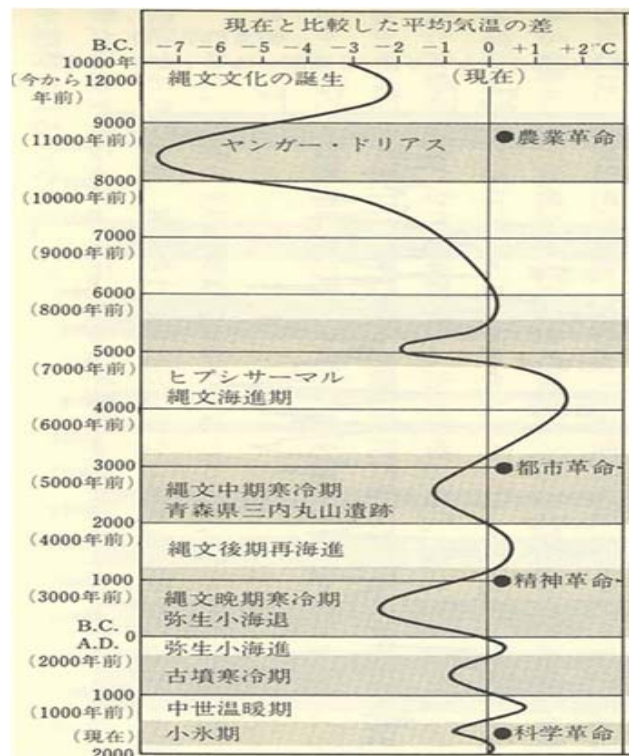 現在と比較した平均気温の差
B.C. −7 −6 −5 −4 −3 −2 −1 0 +1 +2℃
10000年
(今から12000年前)
縄文文化の誕生
(現在)
9000
(11000年前)
ヤンガー・ドリアス
●農業革命
8000
(10000年前)
7000
(9000年前)
6000
(8000年前)
5000
(7000年前)
ヒプシサーマル
縄文海進期
4000
(6000年前)
3000
●都市革命
(5000年前)
縄文中期寒冷期
青森県三内丸山遺跡
2000
(4000年前)
縄文後期再海進
1000
●精神革命
(3000年前)
縄文晩期寒冷期
弥生小海退
B.C.
0
A.D.
弥生小海進
(2000年前)
古墳寒冷期
1000
(1000年前)
中世温暖期
(現在)
小氷期
●科学革命
2000